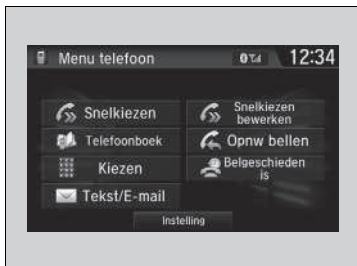 Menu telefoon
12:34
Snelkiezen
Snelkiezen
bewerken
Telefoonboek
Opnw bellen
Kiezen
Belgeschieden
is
Tekst/E-mail
Instelling